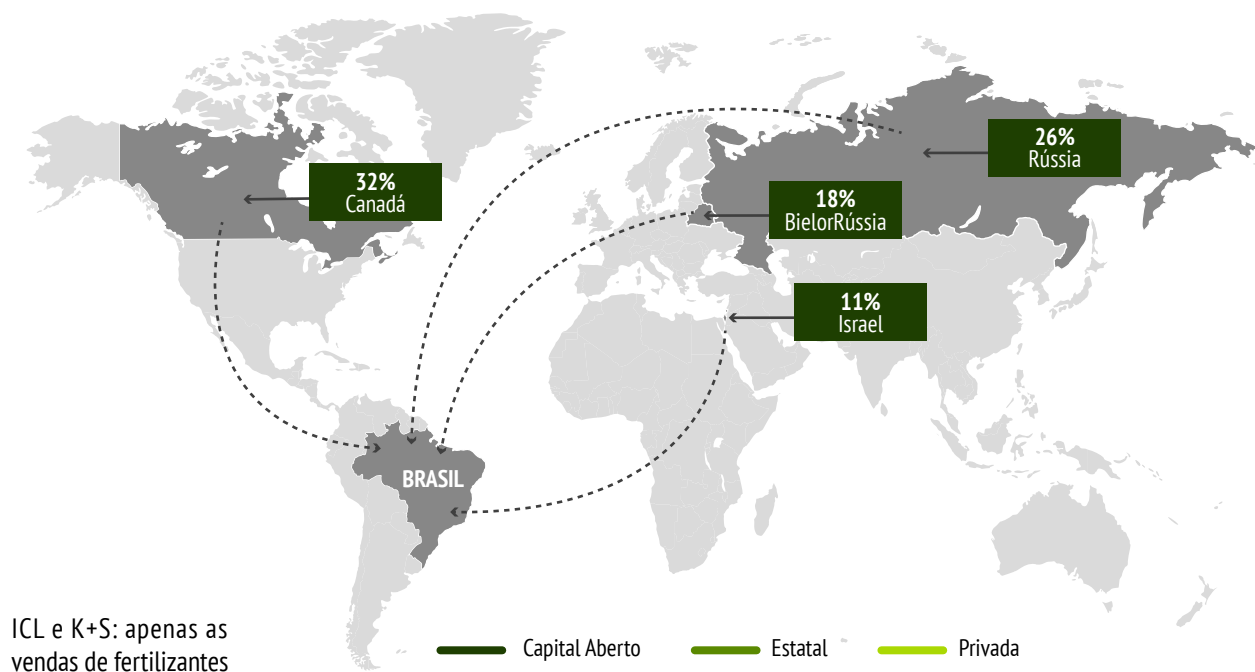 26%
Rússia
32%
Canadá
18%
BielorRússia
11%
Israel
BRASIL
ICL e K+S: apenas as
vendas de fertilizantes
Capital Aberto
Estatal
Privada